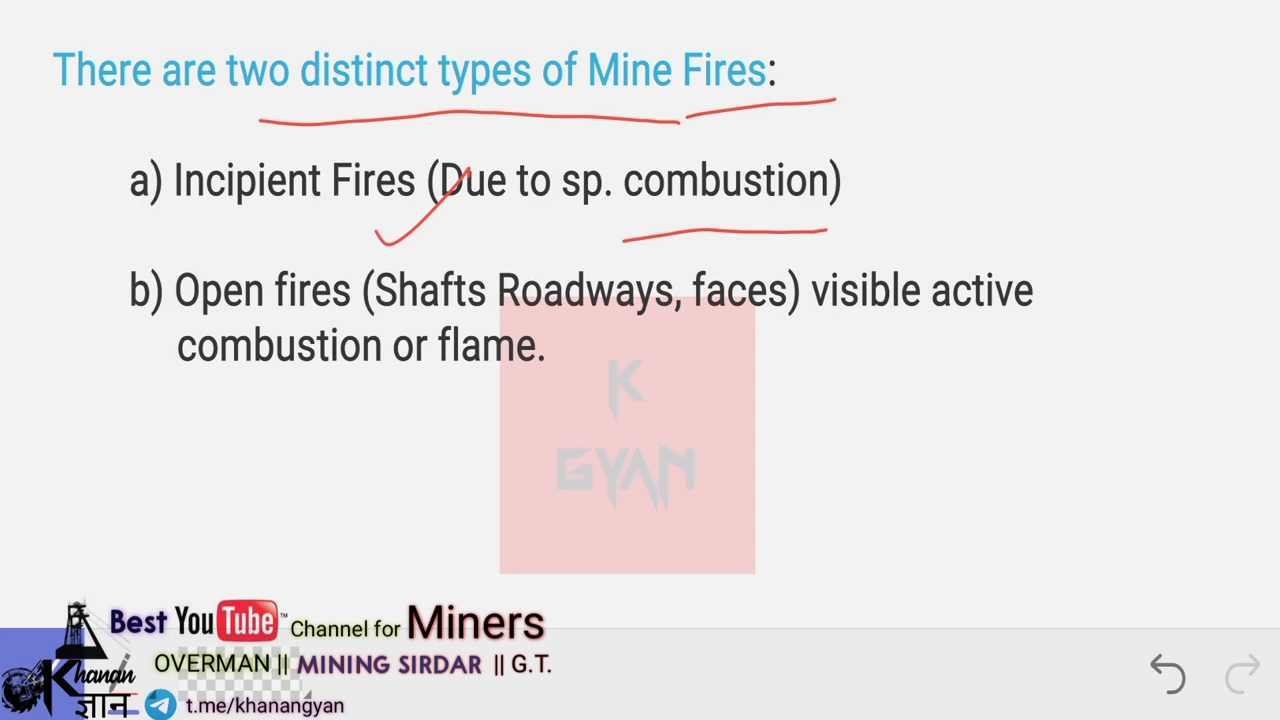 There are two distinct types of Mine Fires:
a) Incipient Fires (Due to sp. combustion)
b) Open fires (Shafts Roadways, faces) visible active
combustion or flame.
K
GYAN
Best YouTube™ Channel for Miners
OVERMAN || MINING SIRDAR || G.T.
Khanan
ज्ञान
t.me/khanangyan